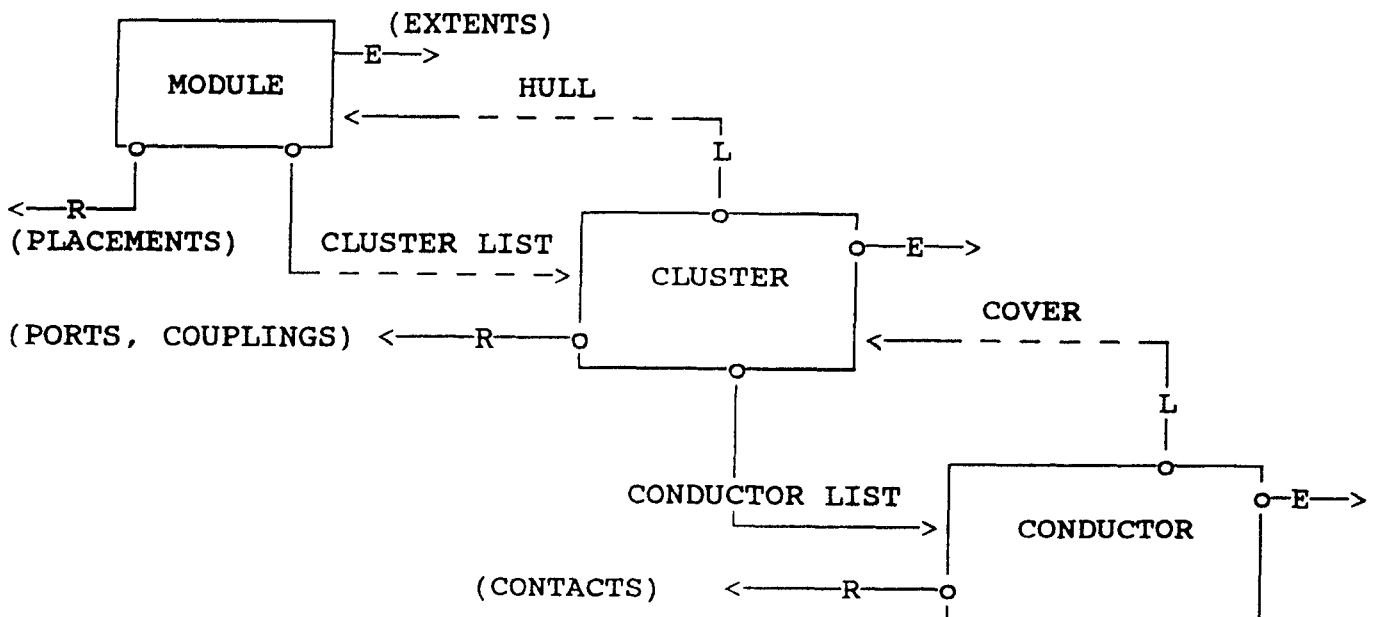 (EXTENTS)
E
MODULE
HULL
L
R
(PLACEMENTS)
CLUSTER LIST
E
CLUSTER
COVER
(PORTS, COUPLINGS)
R
L
CONDUCTOR LIST
E
CONDUCTOR
(CONTACTS)
R